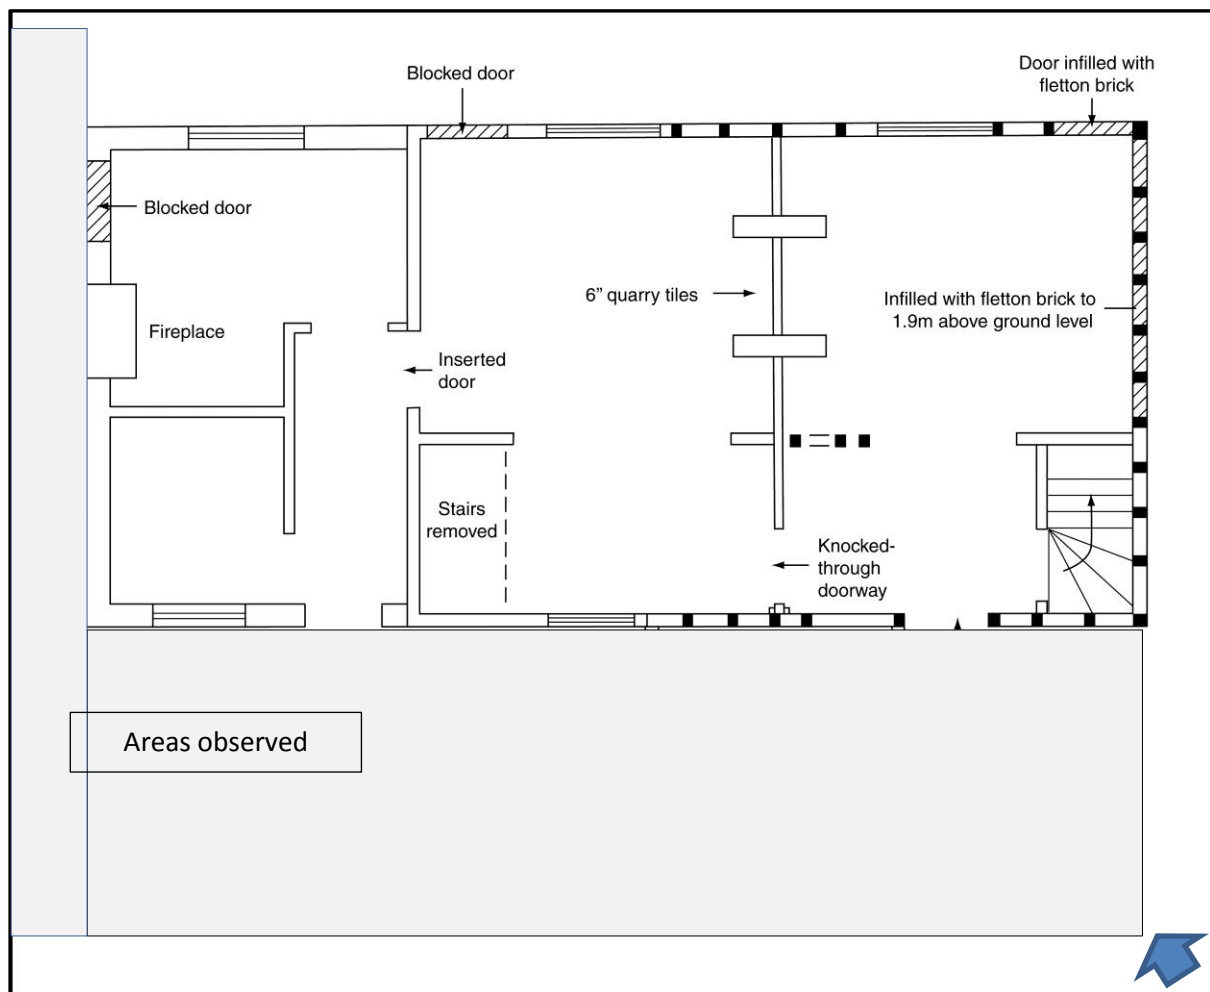 Door infilled with
fletton brick
Blocked door
Blocked door
6” quarry tiles
Infilled with fletton brick to
1.9m above ground level
Fireplace
Inserted
door
Stairs
removed
Knocked-
through
doorway
Areas observed